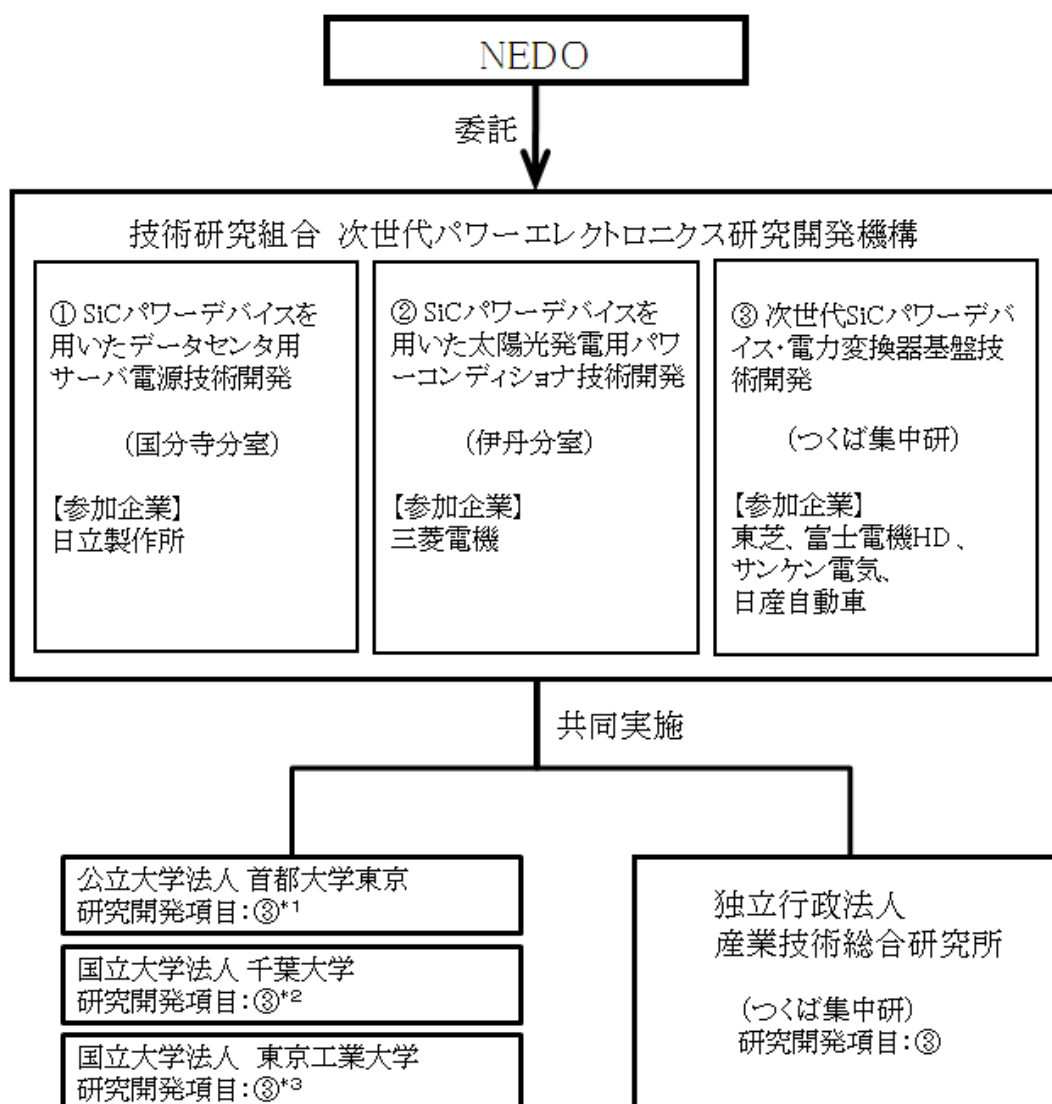 NEDO
委託
技術研究組合 次世代パワーエレクトロニクス研究開発機構
① SiCパワーデバイスを
用いたデータセンタ用
サーバ電源技術開発
(国分寺分室)
【参加企業】
日立製作所
② SiCパワーデバイスを
用いた太陽光発電用パワ
ーコンディショナ技術開発
(伊丹分室)
【参加企業】
三菱電機
③ 次世代SiCパワーデバ
イス・電力変換器基盤技
術開発
(つくば集中研)
【参加企業】
東芝、富士電機HD、
サンケン電気、
日産自動車
共同実施
公立大学法人 首都大学東京
研究開発項目:③*1
国立大学法人 千葉大学
研究開発項目:③*2
国立大学法人 東京工業大学
研究開発項目:③*3
独立行政法人
産業技術総合研究所
(つくば集中研)
研究開発項目:③